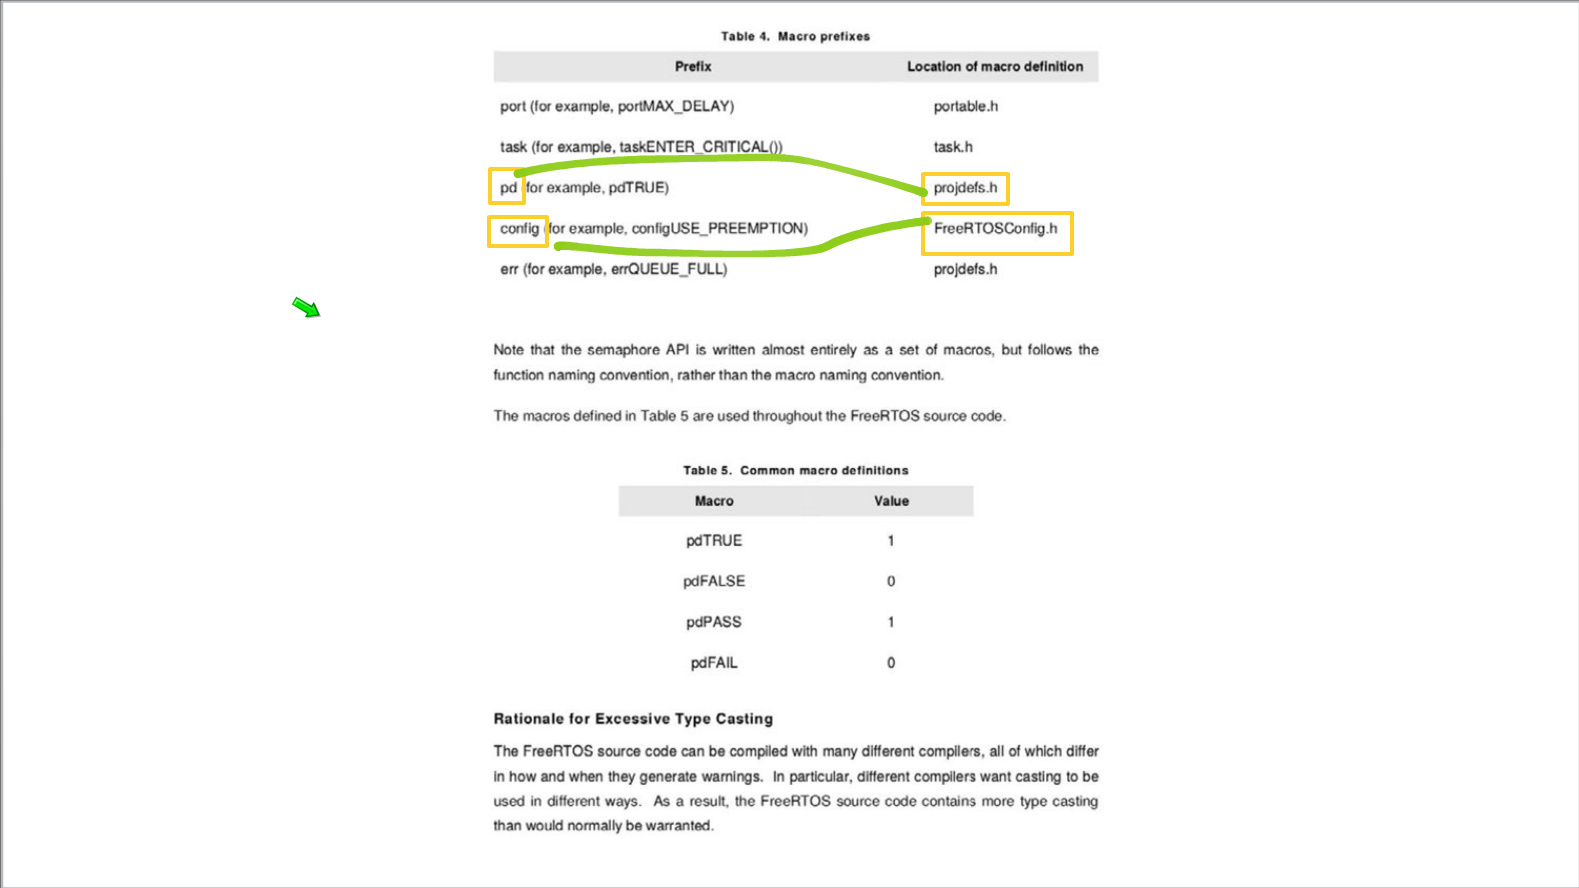 Table 4. Macro prefixes
Prefix Location of macro definition
port (for example, portMAX_DELAY) portable.h
task (for example, taskENTER_CRITICAL()) task.h
pd (for example, pdTRUE) projdefs.h
config (for example, configUSE_PREEMPTION) FreeRTOSConfig.h
err (for example, errQUEUE_FULL) projdefs.h
Note that the semaphore API is written almost entirely as a set of macros, but follows the
function naming convention, rather than the macro naming convention.
The macros defined in Table 5 are used throughout the FreeRTOS source code.
Table 5. Common macro definitions
Macro Value
pdTRUE 1
pdFALSE 0
pdPASS 1
pdFAIL 0
Rationale for Excessive Type Casting
The FreeRTOS source code can be compiled with many different compilers, all of which differ
in how and when they generate warnings. In particular, different compilers want casting to be
used in different ways. As a result, the FreeRTOS source code contains more type casting
than would normally be warranted.